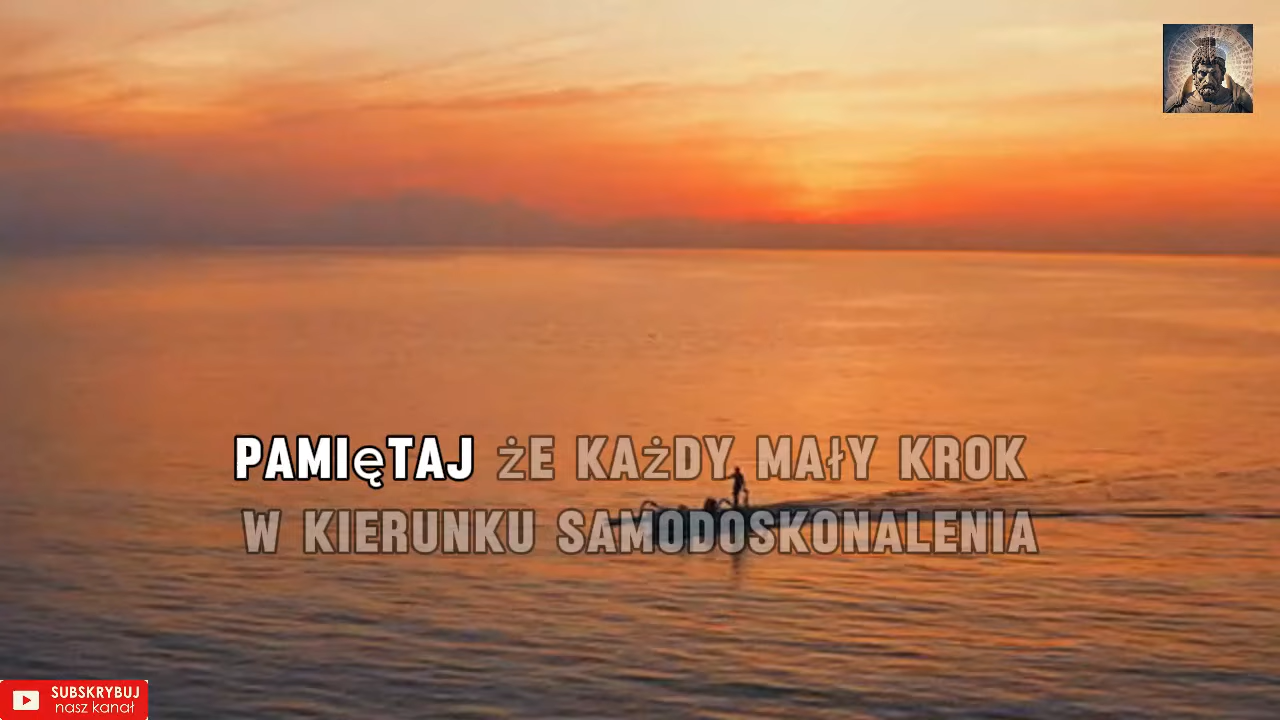 PAMIęTAJ żE KAżDY MAłY KROK
W KIERUNKU SAMODOSKONALENIA
SUBSKRYBUJ
nasz kanał